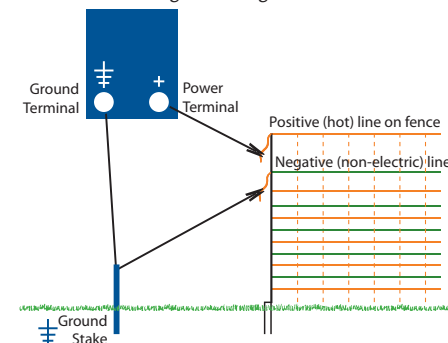 Ground
Terminal
+
Power
Terminal
Positive (hot) line on fence
Negative (non-electric) line
Ground
Stake